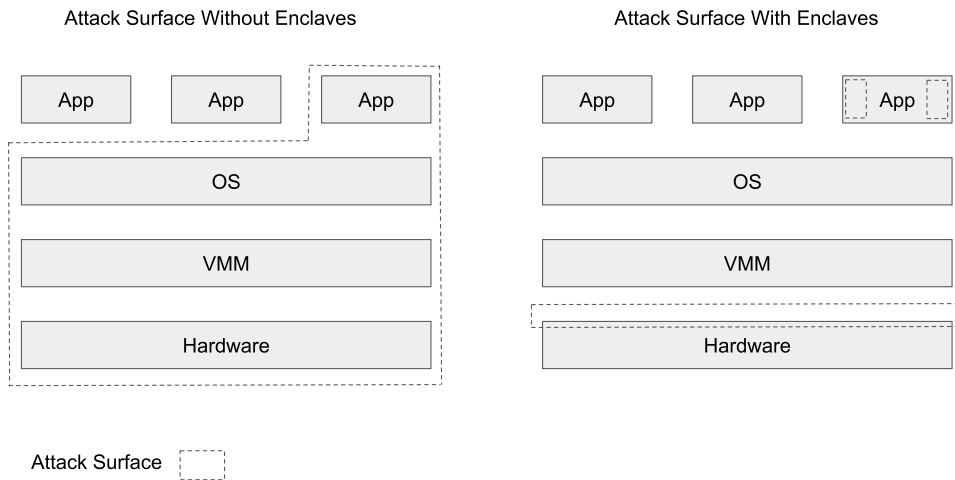 Attack Surface Without Enclaves
Attack Surface With Enclaves
App App App
App App App
OS
OS
VMM
VMM
Hardware
Hardware
Attack Surface